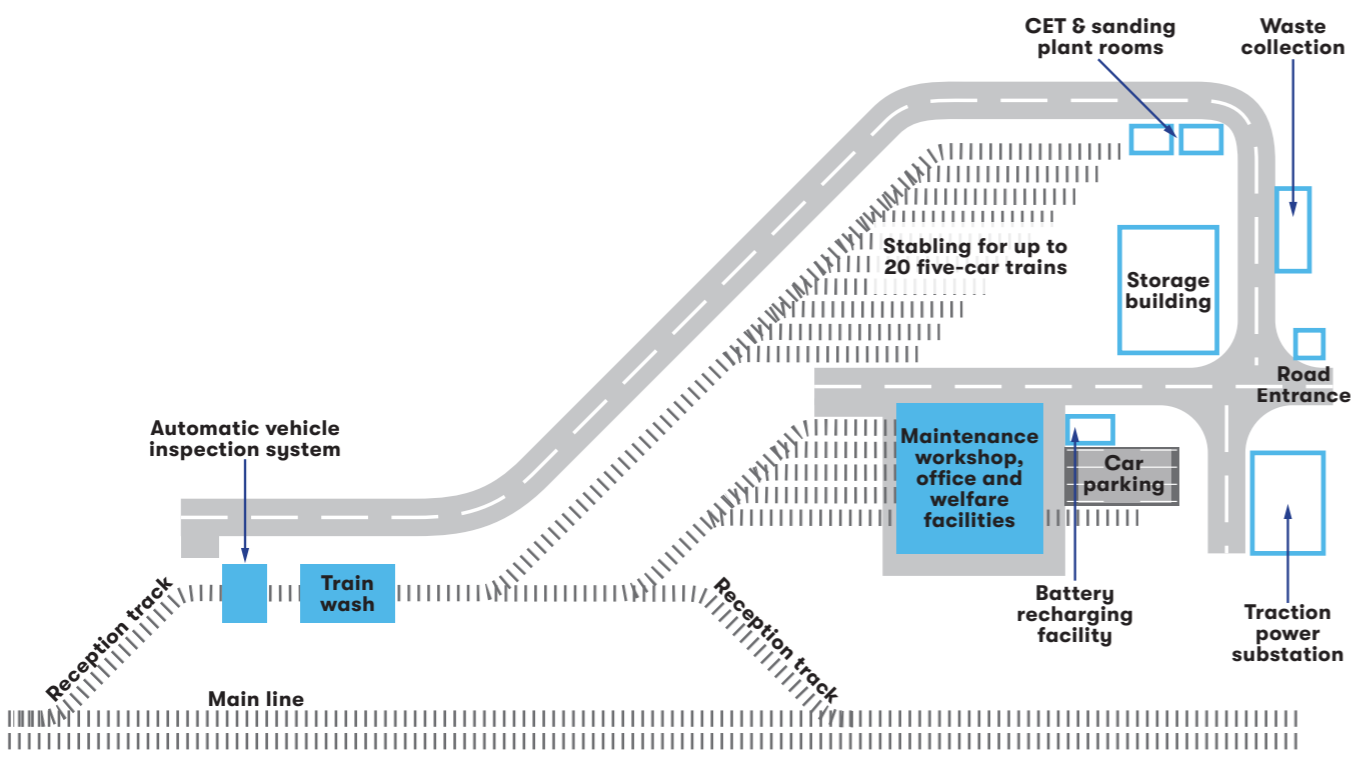 CET & sanding
plant rooms
Waste
collection
Stabling for up to
20 five-car trains
Storage
building
Road
Entrance
Automatic vehicle
inspection system
Maintenance
workshop,
office and
welfare
facilities
Car
parking
Train
wash
Reception track
Reception track
Battery
recharging
facility
Traction
power
substation
Main line